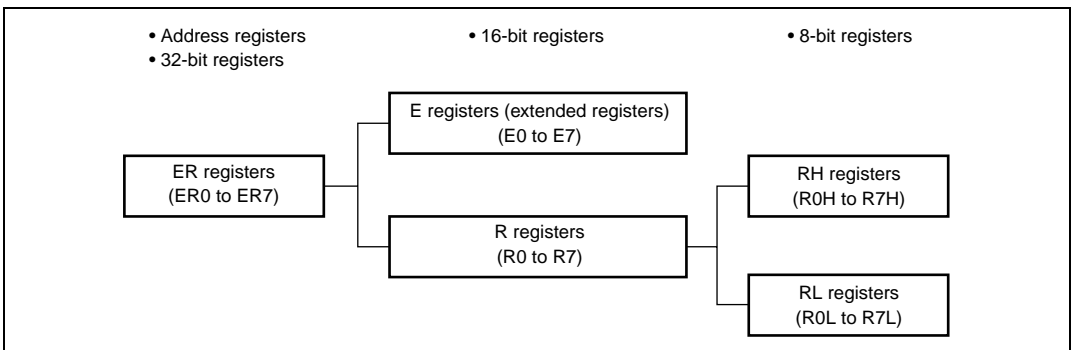 • Address registers
• 32-bit registers
• 16-bit registers
• 8-bit registers
E registers (extended registers)
(E0 to E7)
ER registers
(ER0 to ER7)
RH registers
(R0H to R7H)
R registers
(R0 to R7)
RL registers
(R0L to R7L)